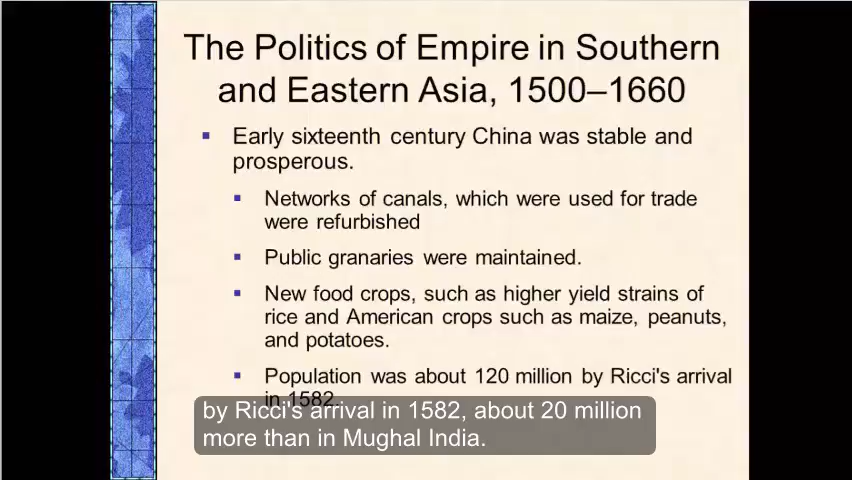 The Politics of Empire in Southern
and Eastern Asia, 1500–1660
Early sixteenth century China was stable and
prosperous.
Networks of canals, which were used for trade
were refurbished
Public granaries were maintained.
New food crops, such as higher yield strains of
rice and American crops such as maize, peanuts,
and potatoes.
Population was about 120 million by Ricci's arrival
in 1582.
by Ricci's arrival in 1582, about 20 million
more than in Mughal India.